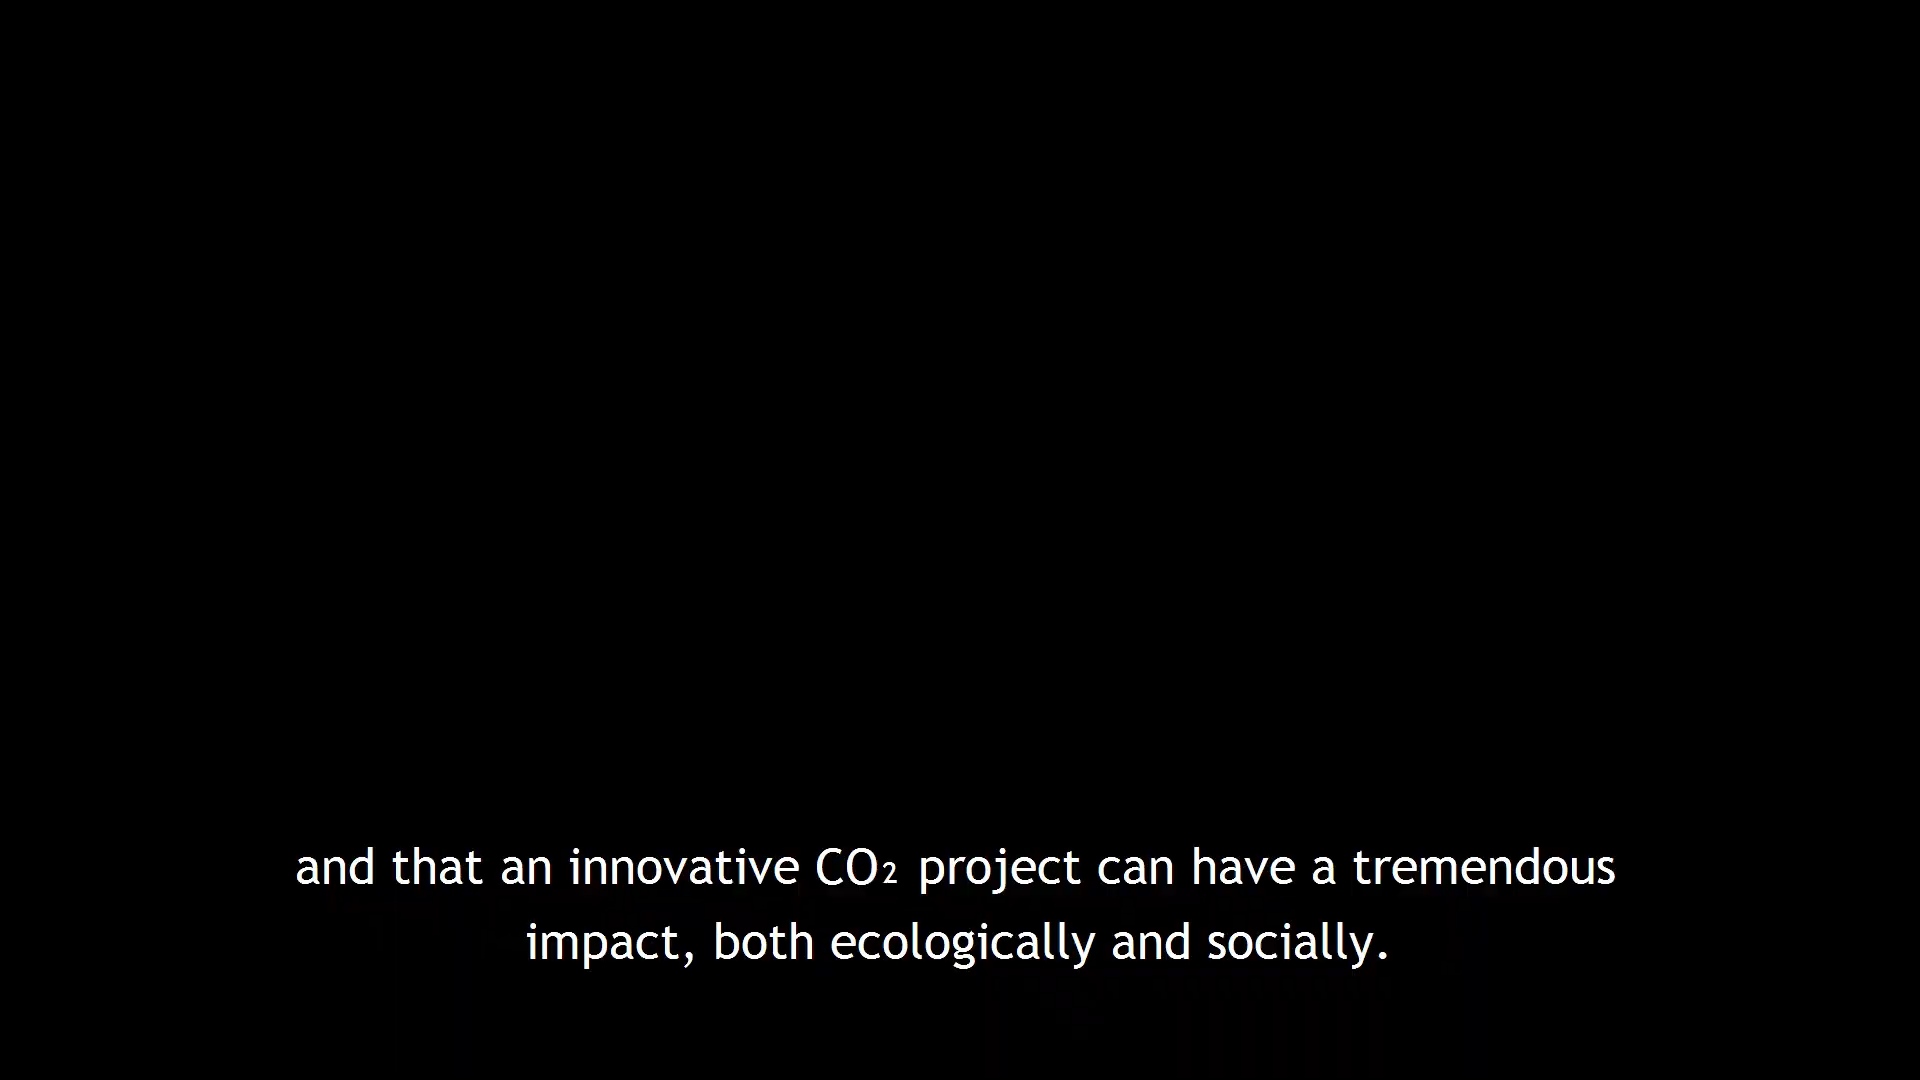 and that an innovative CO₂ project can have a tremendous
impact, both ecologically and socially.